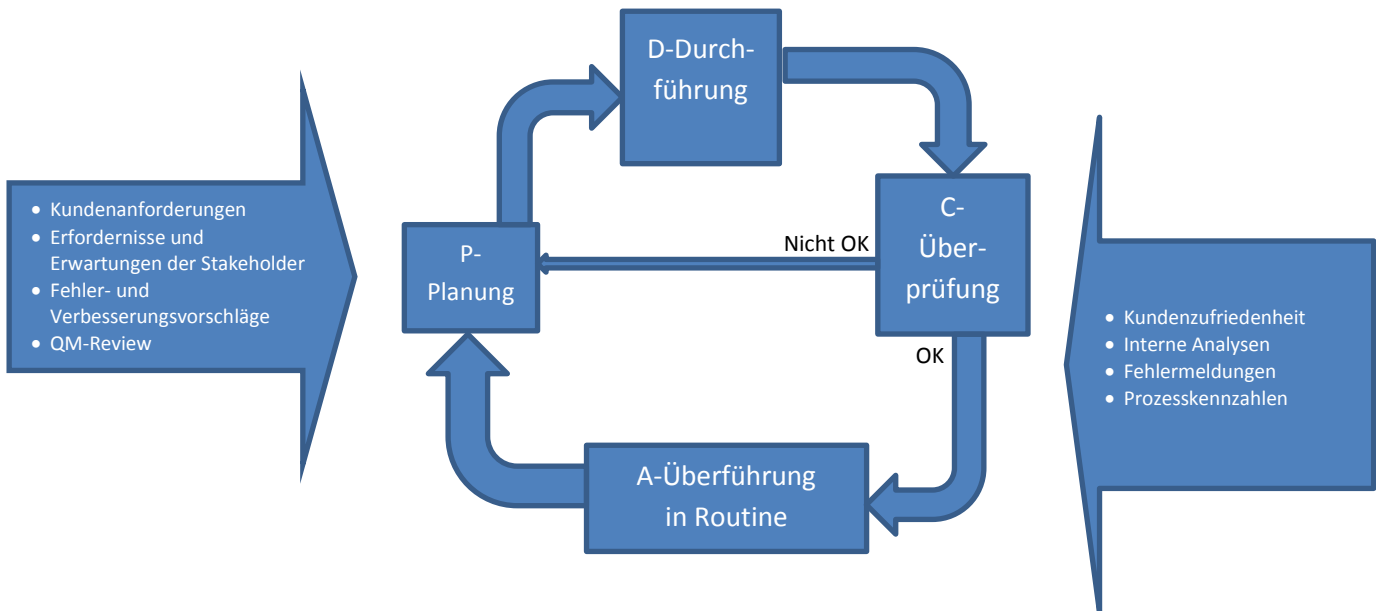 D-Durch-
führung
• Kundenanforderungen
• Erfordernisse und
Erwartungen der Stakeholder
• Fehler- und
Verbesserungsvorschläge
• QM-Review
P-
Planung
Nicht OK
C-
Über-
prüfung
OK
• Kundenzufriedenheit
• Interne Analysen
• Fehlermeldungen
• Prozesskennzahlen
A-Überführung
in Routine